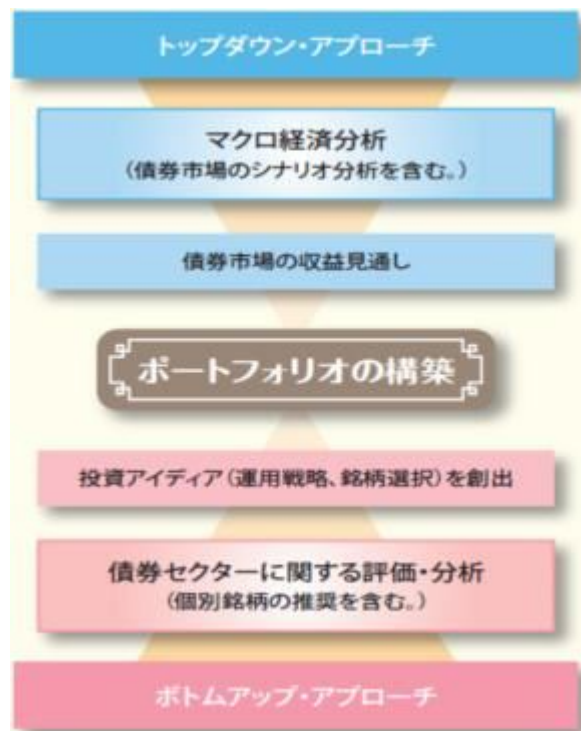 トップダウン・アプローチ
マクロ経済分析
(債券市場のシナリオ分析を含む。)
債券市場の収益見通し
ポートフォリオの構築
投資アイディア(運用戦略、銘柄選択)を創出
債券セクターに関する評価・分析
(個別銘柄の推奨を含む。)
ボトムアップ・アプローチ